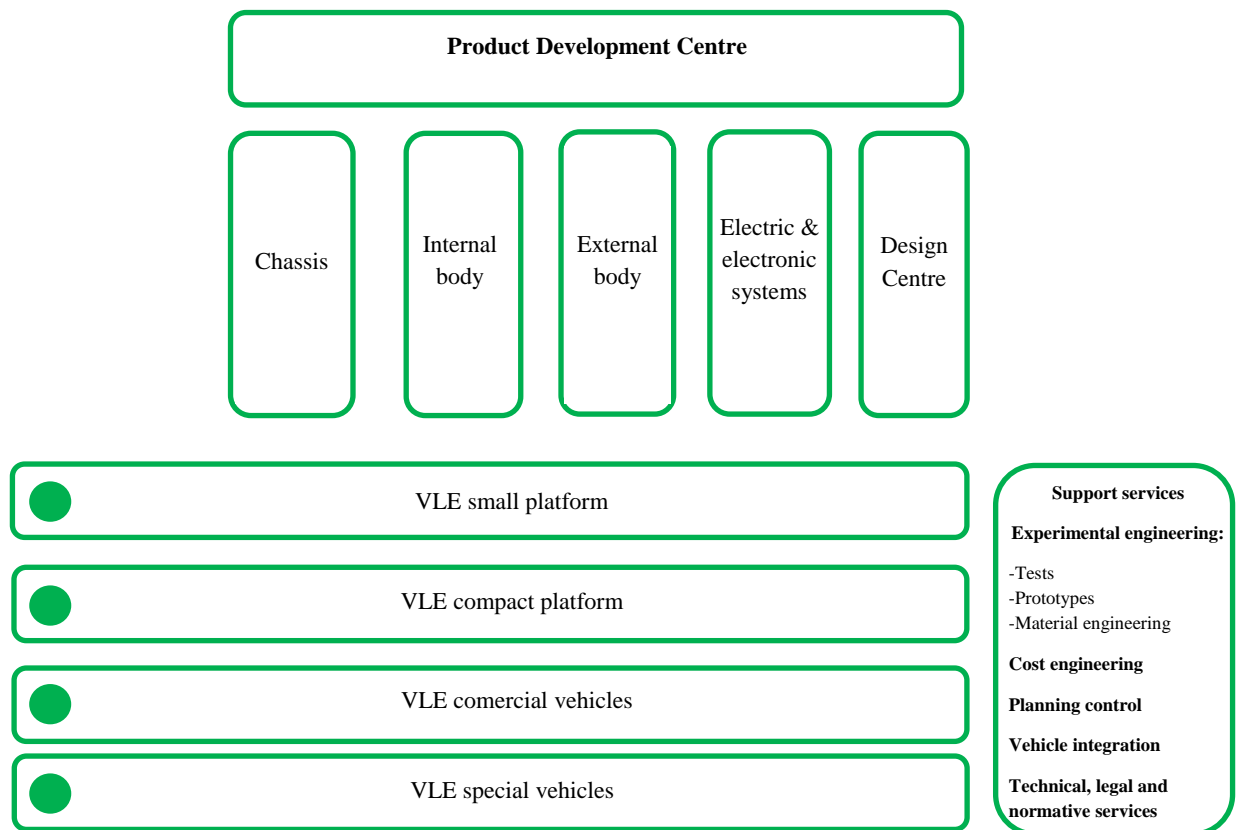 Product Development Centre
Chassis
Internal
body
External
body
Electric &
electronic
systems
Design
Centre
VLE small platform
VLE compact platform
VLE comercial vehicles
VLE special vehicles
Support services
Experimental engineering:
-Tests
-Prototypes
-Material engineering
Cost engineering
Planning control
Vehicle integration
Technical, legal and
normative services